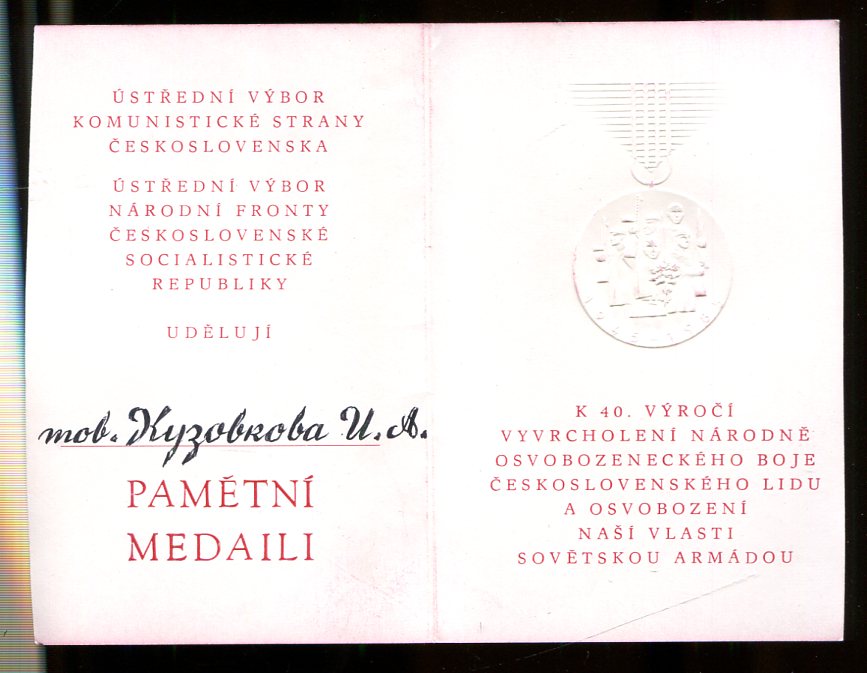 ÚSTŘEDNÍ VÝBOR
KOMUNISTICKÉ STRANY
ČESKOSLOVENSKA
ÚSTŘEDNÍ VÝBOR
NÁRODNÍ FRONTY
ČESKOSLOVENSKÉ
SOCIALISTICKÉ
REPUBLIKY
UDĚLUJÍ
тов. Кузовкова И. А.
PAMĚTNÍ
MEDAILI
K 40. VÝROČÍ
VYVRCHOLENÍ NÁRODNĚ
OSVOBOZENECKÉHO BOJE
ČESKOSLOVENSKÉHO LIDU
A OSVOBOZENÍ
NAŠÍ VLASTI
SOVĚTSKOU ARMÁDOU